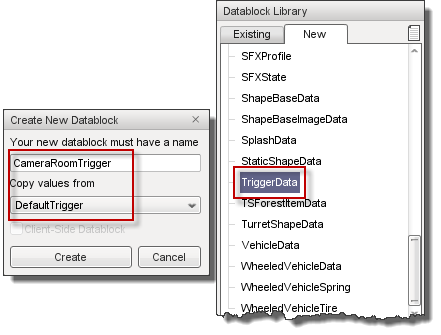 Create New Datablock
Your new datablock must have a name
CameraRoomTrigger
Copy values from
DefaultTrigger
Client-Side Datablock
Create
Cancel
Datablock Library
Existing
New
SFXProfile
SFXState
ShapeBaseData
ShapeBaseImageData
SplashData
StaticShapeData
TriggerData
TSForestItemData
TurretShapeData
VehicleData
WheeledVehicleData
WheeledVehicleSpring
WheeledVehicleTire